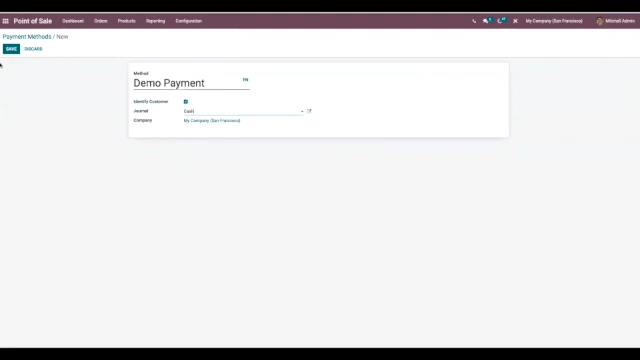 Point of Sale Dashboard Orders Products Reporting Configuration My Company (San Francisco) Mitchell Admin
Payment Methods / New
SAVE DISCARD
Method
Demo Payment
Identify Customer
Journal Cash
Company My Company (San Francisco)